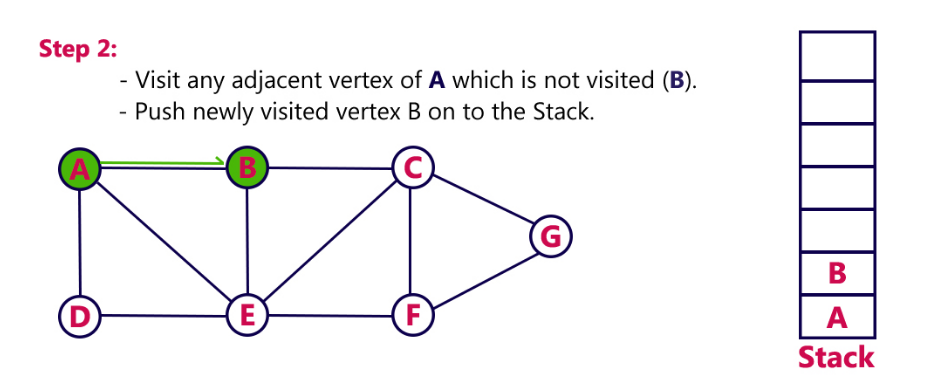 Step 2:
- Visit any adjacent vertex of A which is not visited (B).
- Push newly visited vertex B on to the Stack.
A
B
C
G
D
E
F
B
A
Stack